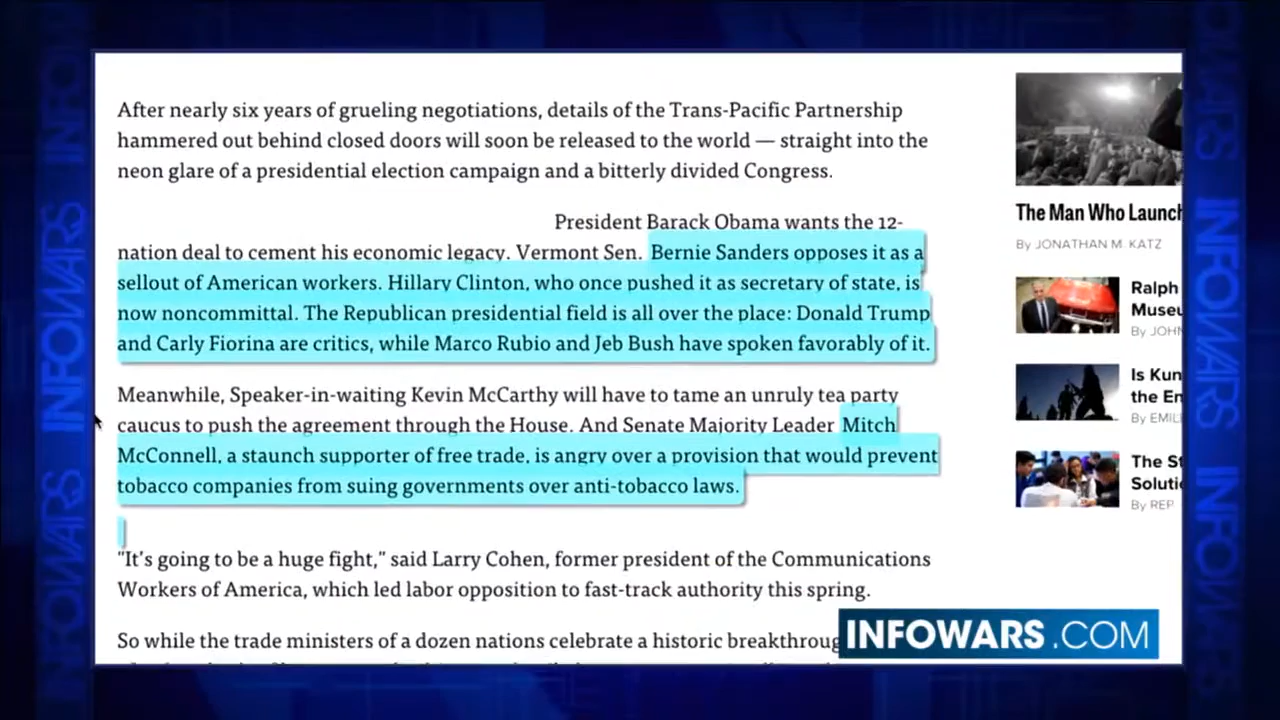 After nearly six years of grueling negotiations, details of the Trans-Pacific Partnership
hammered out behind closed doors will soon be released to the world — straight into the
neon glare of a presidential election campaign and a bitterly divided Congress.
President Barack Obama wants the 12-
nation deal to cement his economic legacy. Vermont Sen. Bernie Sanders opposes it as a
sellout of American workers. Hillary Clinton, who once pushed it as secretary of state, is
now noncommittal. The Republican presidential field is all over the place: Donald Trump
and Carly Fiorina are critics, while Marco Rubio and Jeb Bush have spoken favorably of it.
Meanwhile, Speaker-in-waiting Kevin McCarthy will have to tame an unruly tea party
caucus to push the agreement through the House. And Senate Majority Leader Mitch
McConnell, a staunch supporter of free trade, is angry over a provision that would prevent
tobacco companies from suing governments over anti-tobacco laws.
"It's going to be a huge fight," said Larry Cohen, former president of the Communications
Workers of America, which led labor opposition to fast-track authority this spring.
So while the trade ministers of a dozen nations celebrate a historic
The Man Who
By JONATHAN M. KATZ
Ralph
By
Is
the
By
The
By REP
INFOWARS.COM
INFOWARS
INFOWARS